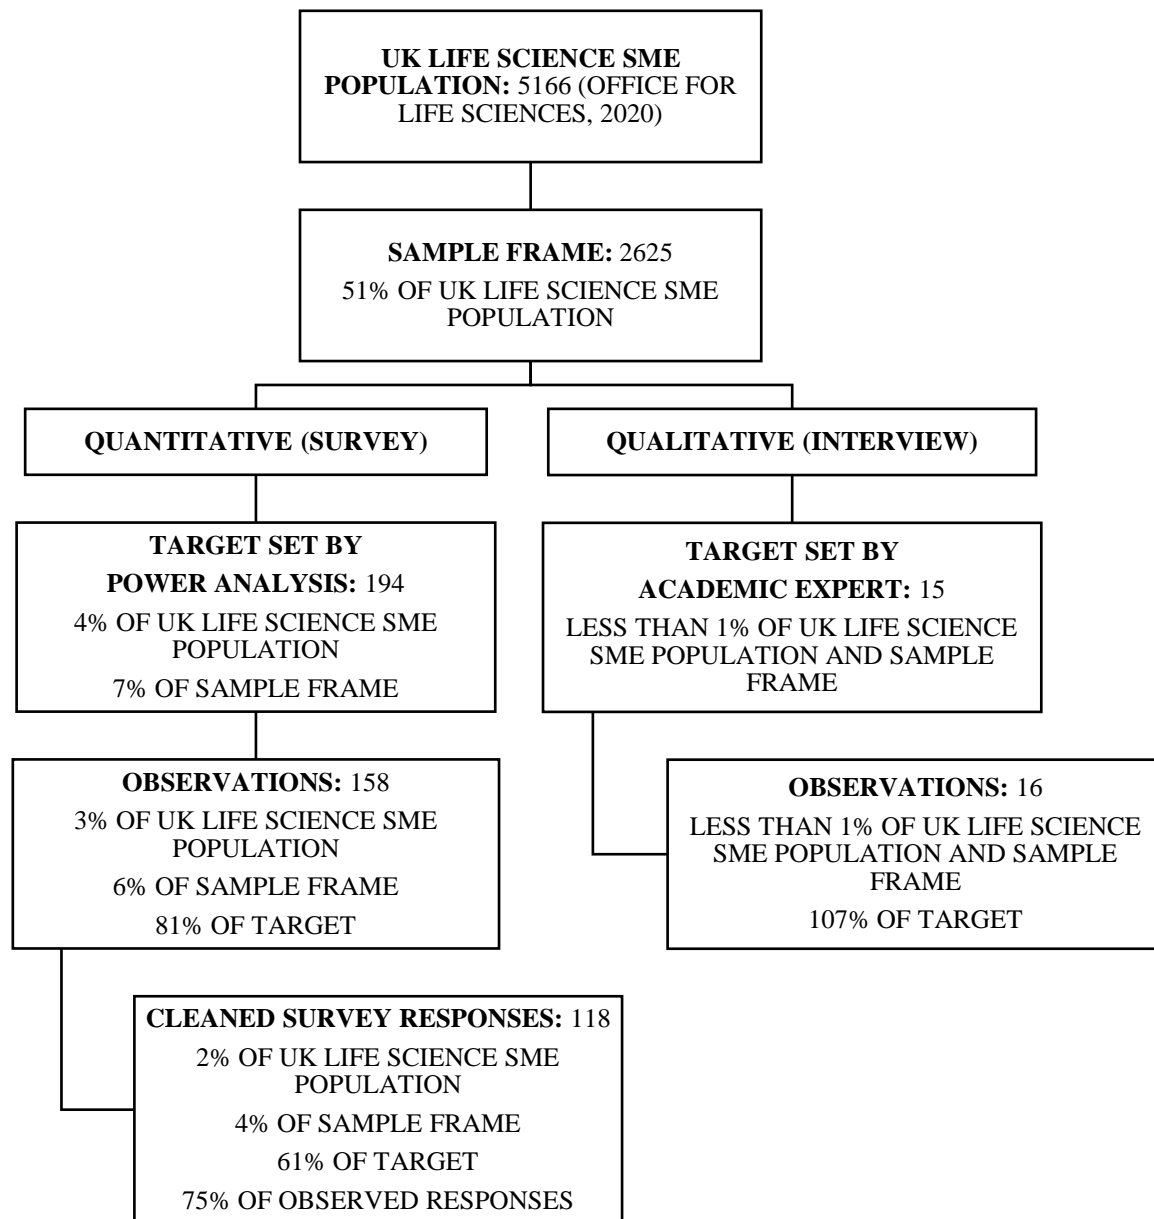 UK LIFE SCIENCE SME
POPULATION: 5166 (OFFICE FOR
LIFE SCIENCES, 2020)
SAMPLE FRAME: 2625
51% OF UK LIFE SCIENCE SME
POPULATION
QUANTITATIVE (SURVEY)
QUALITATIVE (INTERVIEW)
TARGET SET BY
POWER ANALYSIS: 194
4% OF UK LIFE SCIENCE SME
POPULATION
7% OF SAMPLE FRAME
TARGET SET BY
ACADEMIC EXPERT: 15
LESS THAN 1% OF UK LIFE SCIENCE
SME POPULATION AND SAMPLE
FRAME
OBSERVATIONS: 158
3% OF UK LIFE SCIENCE SME
POPULATION
6% OF SAMPLE FRAME
81% OF TARGET
OBSERVATIONS: 16
LESS THAN 1% OF UK LIFE SCIENCE
SME POPULATION AND SAMPLE
FRAME
107% OF TARGET
CLEANED SURVEY RESPONSES: 118
2% OF UK LIFE SCIENCE SME
POPULATION
4% OF SAMPLE FRAME
61% OF TARGET
75% OF OBSERVED RESPONSES